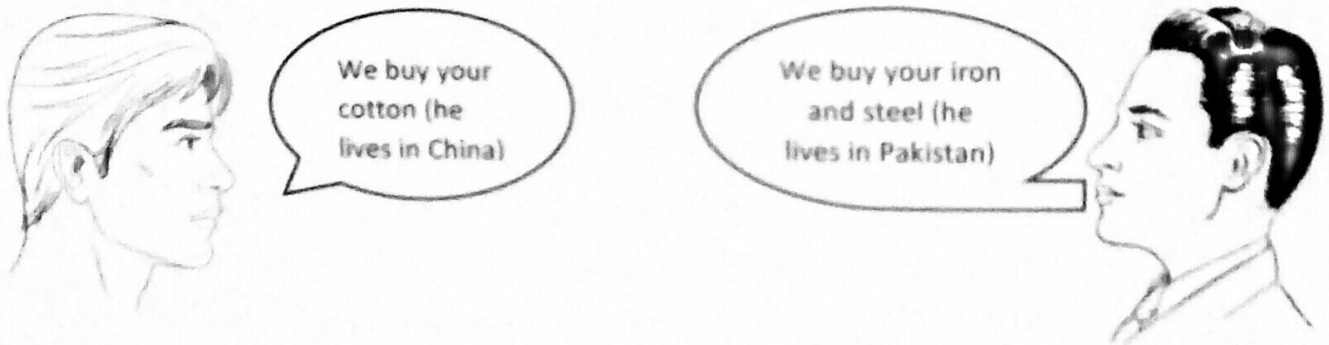 We buy your
cotton (he
lives in China)
We buy your iron
and steel (he
lives in Pakistan)